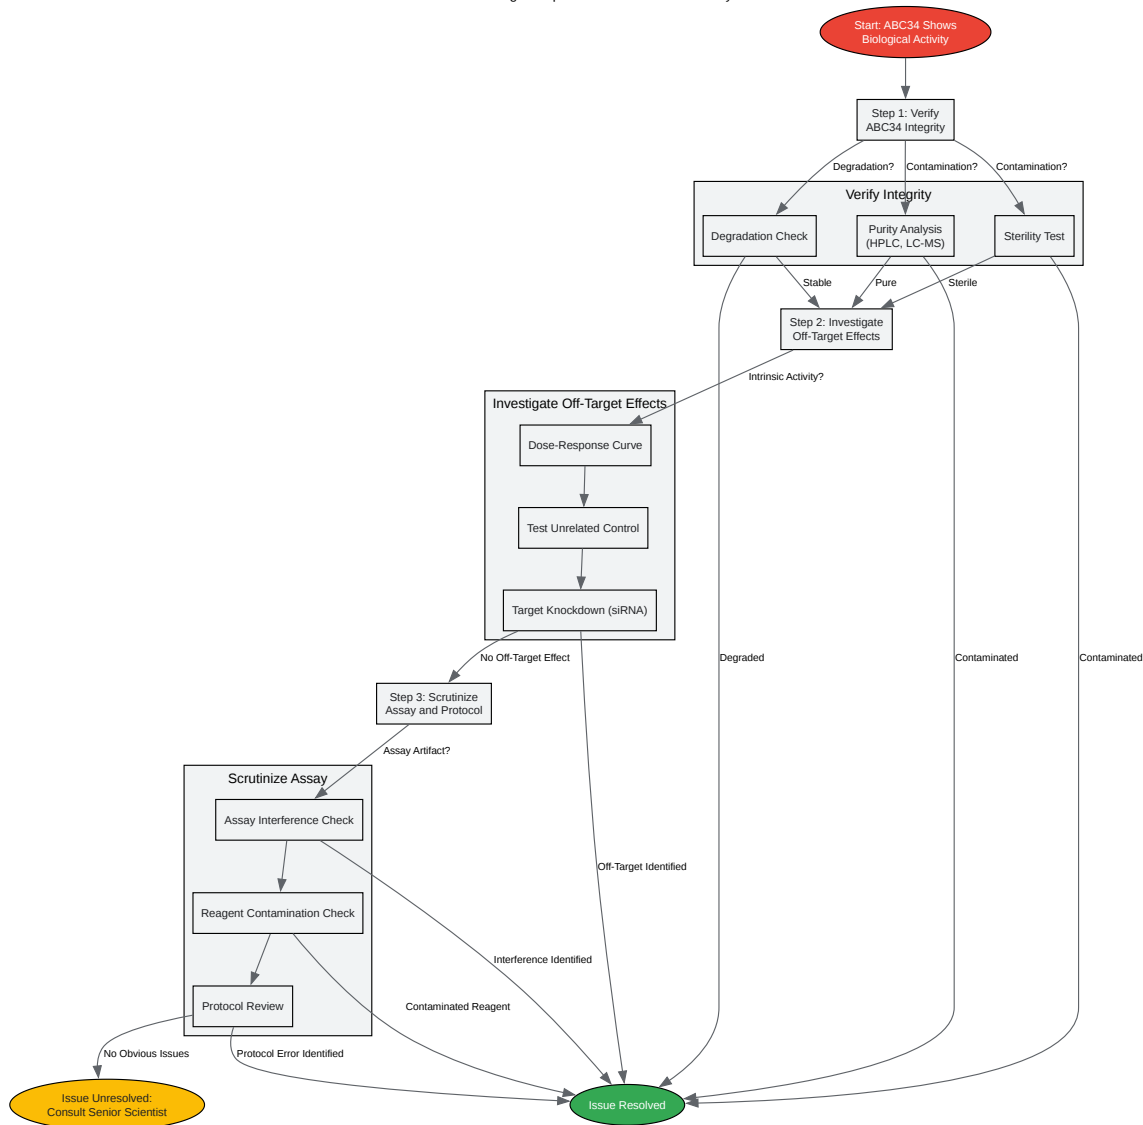 Start: ABC34 Shows
Biological Activity
Step 1: Verify
ABC34 Integrity
Degradation?
Contamination?
Contamination?
Verify Integrity
Degradation Check
Purity Analysis
(HPLC, LC-MS)
Sterility Test
Stable
Pure
Sterile
Step 2: Investigate
Off-Target Effects
Intrinsic Activity?
Investigate Off-Target Effects
Dose-Response Curve
Test Unrelated Control
Target Knockdown (siRNA)
No Off-Target Effect
Degraded
Contaminated
Contaminated
Step 3: Scrutinize
Assay and Protocol
Assay Artifact?
Scrutinize Assay
Assay Interference Check
Off-Target Identified
Reagent Contamination Check
Interference Identified
Contaminated Reagent
Protocol Review
No Obvious Issues
Protocol Error Identified
Issue Unresolved:
Consult Senior Scientist
Issue Resolved